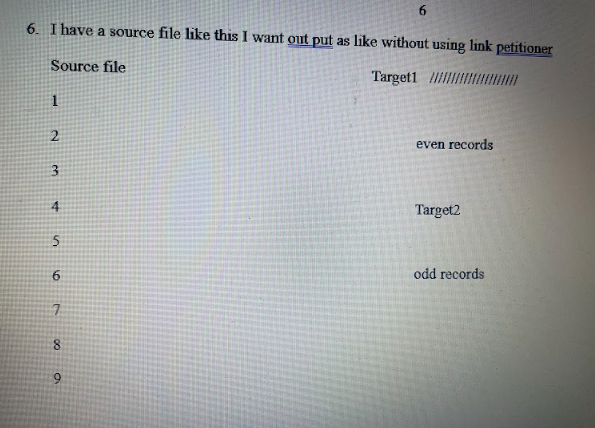 6
6. I have a source file like this I want out put as like without using link petitioner
Source file
Target1 ////////////////////
1
2
even records
3
4
Target2
5
6
odd records
7
8
9